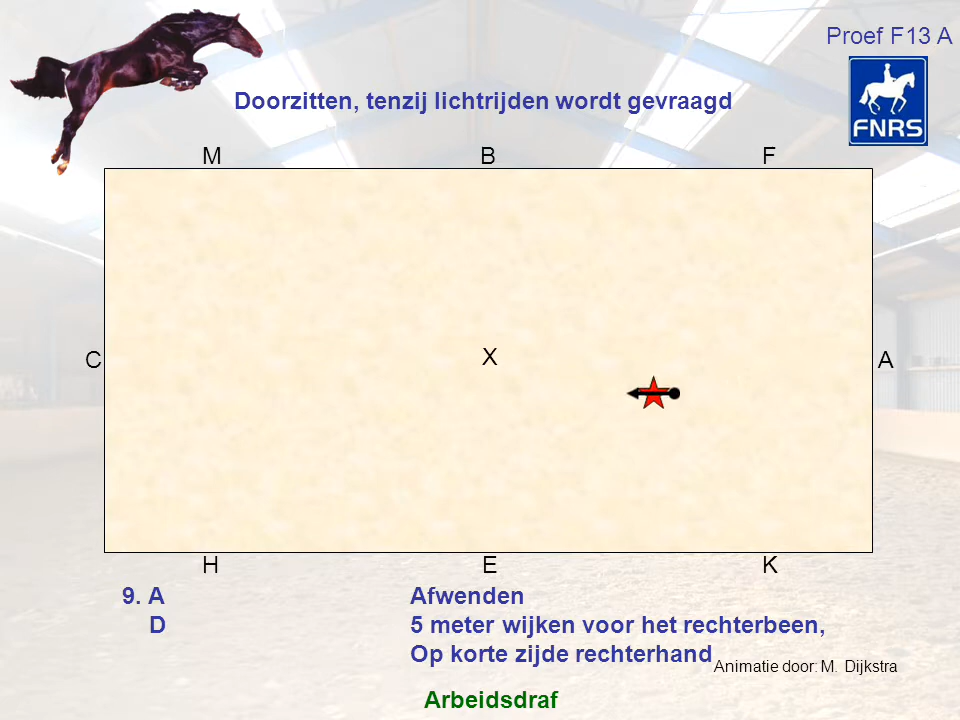 Proef F13 A
FNRS
Doorzitten, tenzij lichtrijden wordt gevraagd
M B F
C X A
H E K
9. A Afwenden
D 5 meter wijken voor het rechterbeen,
Op korte zijde rechterhand
Animatie door: M. Dijkstra
Arbeidsdraf